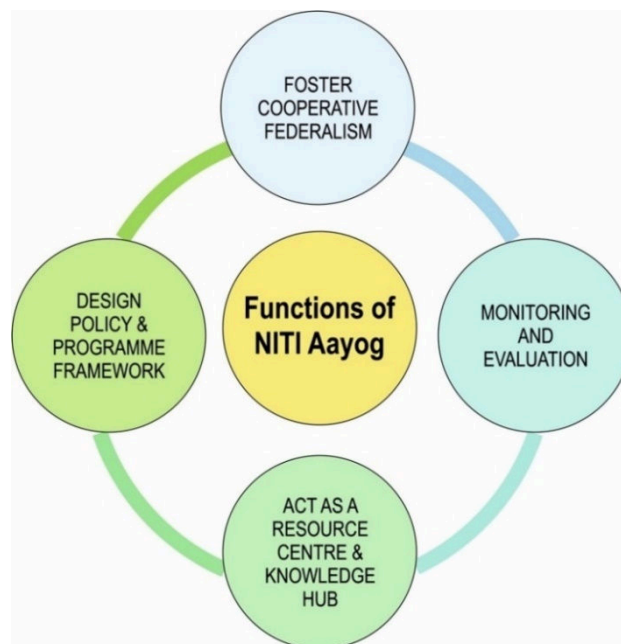 FOSTER
COOPERATIVE
FEDERALISM
DESIGN
POLICY &
PROGRAMME
FRAMEWORK
Functions of
NITI Aayog
MONITORING
AND
EVALUATION
ACT AS A
RESOURCE
CENTRE &
KNOWLEDGE
HUB